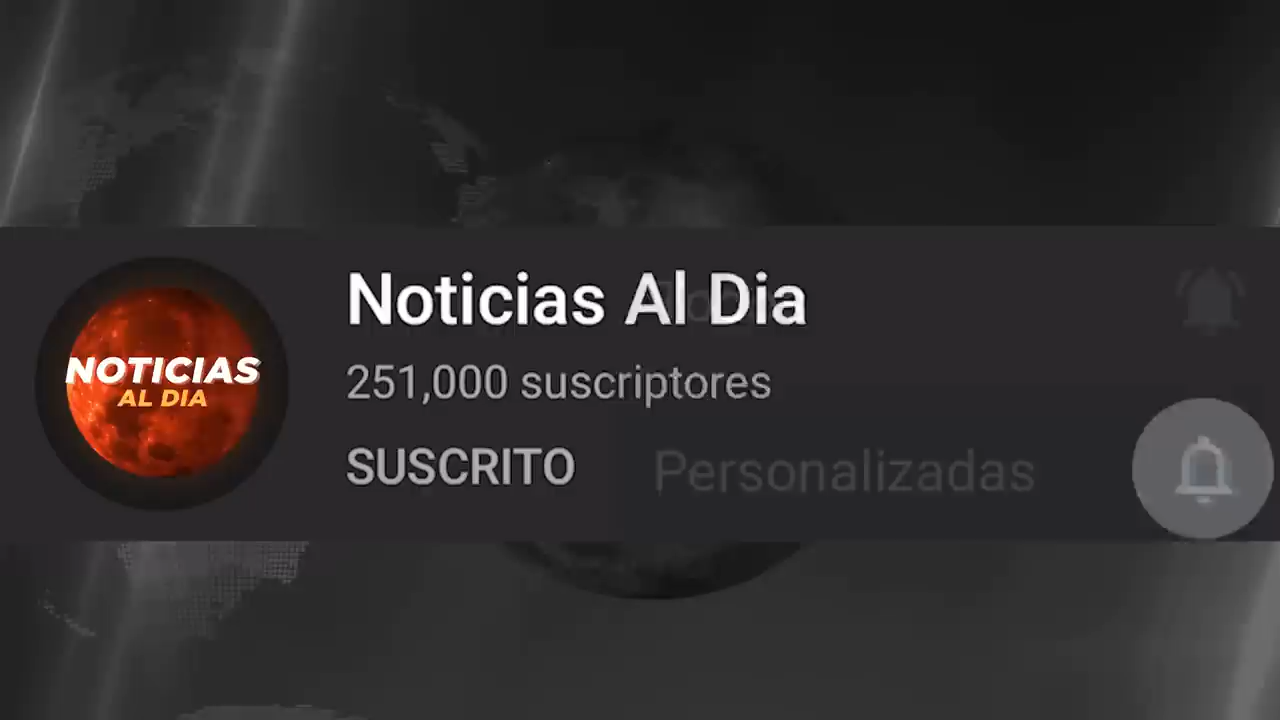 NOTICIAS
AL DIA
Noticias Al Dia
251,000 suscriptores
SUSCRITO
Personalizadas